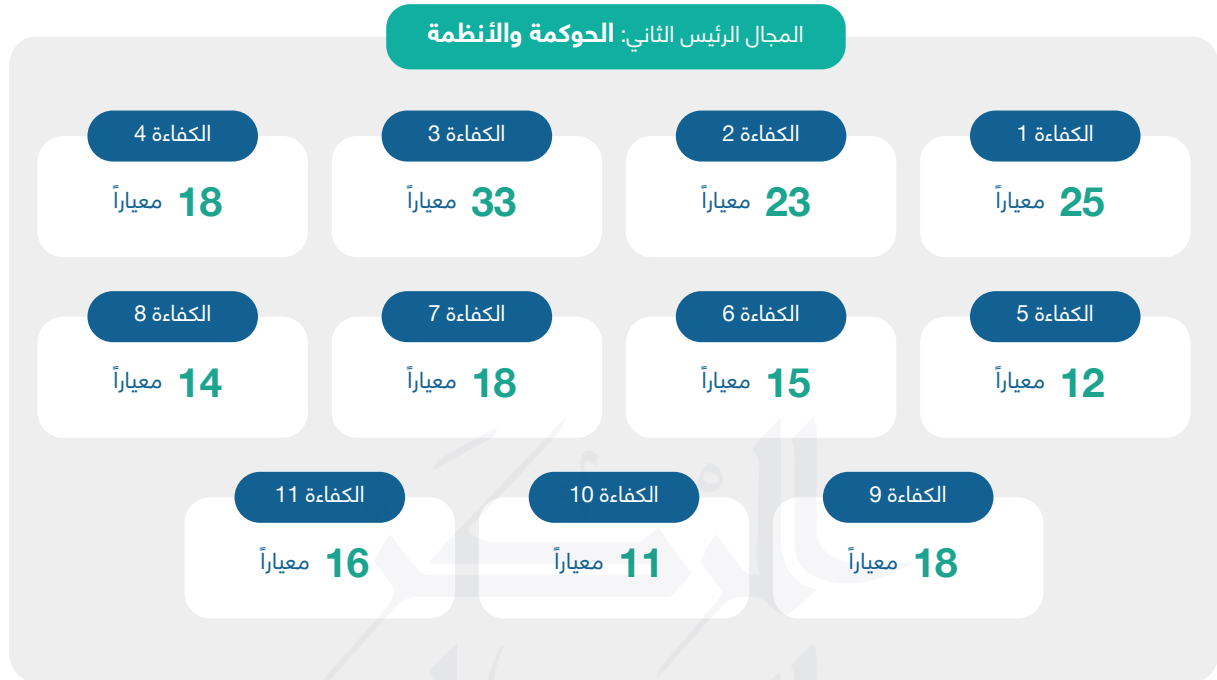 المجال الرئيس الثاني: الحوكمة والأنظمة
الكفاءة 1
25 معياراً
الكفاءة 2
23 معياراً
الكفاءة 3
33 معياراً
الكفاءة 4
18 معياراً
الكفاءة 5
12 معياراً
الكفاءة 6
15 معياراً
الكفاءة 7
18 معياراً
الكفاءة 8
14 معياراً
الكفاءة 9
18 معياراً
الكفاءة 10
11 معياراً
الكفاءة 11
16 معياراً